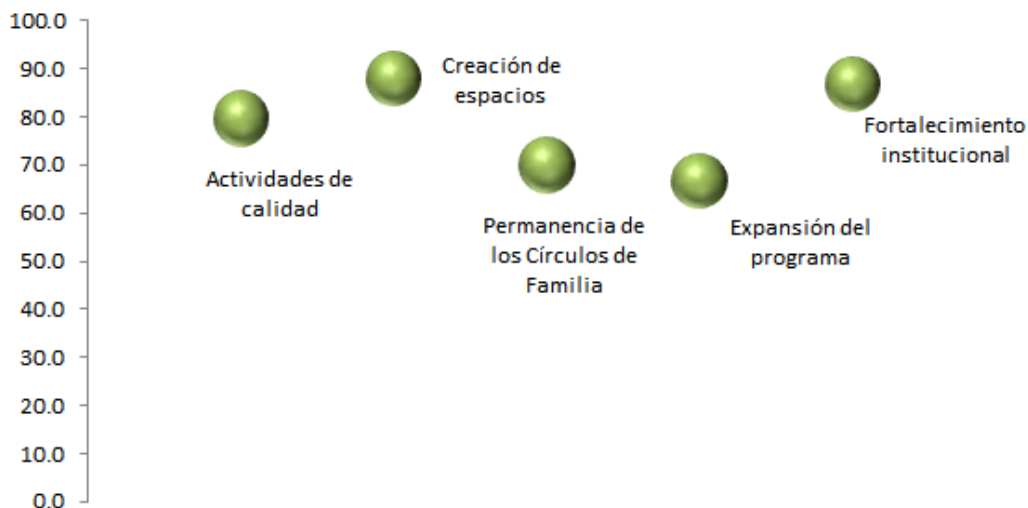 100.0
90.0
80.0
70.0
60.0
50.0
40.0
30.0
20.0
10.0
0.0
Actividades de
calidad
Creación de
espacios
Permanencia de
los Círculos de
Familia
Expansión del
programa
Fortalecimiento
institucional